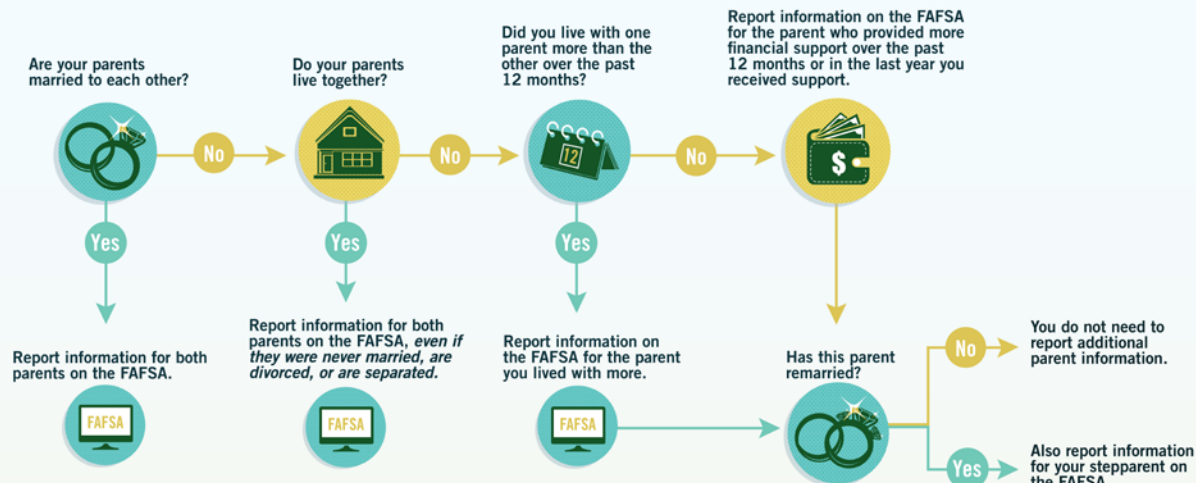 Are your parents
married to each other?
No
Yes
Report information for both
parents on the FAFSA.
FAFSA
Do your parents
live together?
No
Yes
Report information for both
parents on the FAFSA, even if
they were never married, are
divorced, or are separated.
FAFSA
Did you live with one
parent more than the
other over the past
12 months?
12
No
Yes
Report information on
the FAFSA for the parent
you lived with more.
FAFSA
Report information on the FAFSA
for the parent who provided more
financial support over the past
12 months or in the last year you
received support.
$
Has this parent
remarried?
No
You do not need to
report additional
parent information.
Yes
Also report information
for your stepparent on
the FAFSA